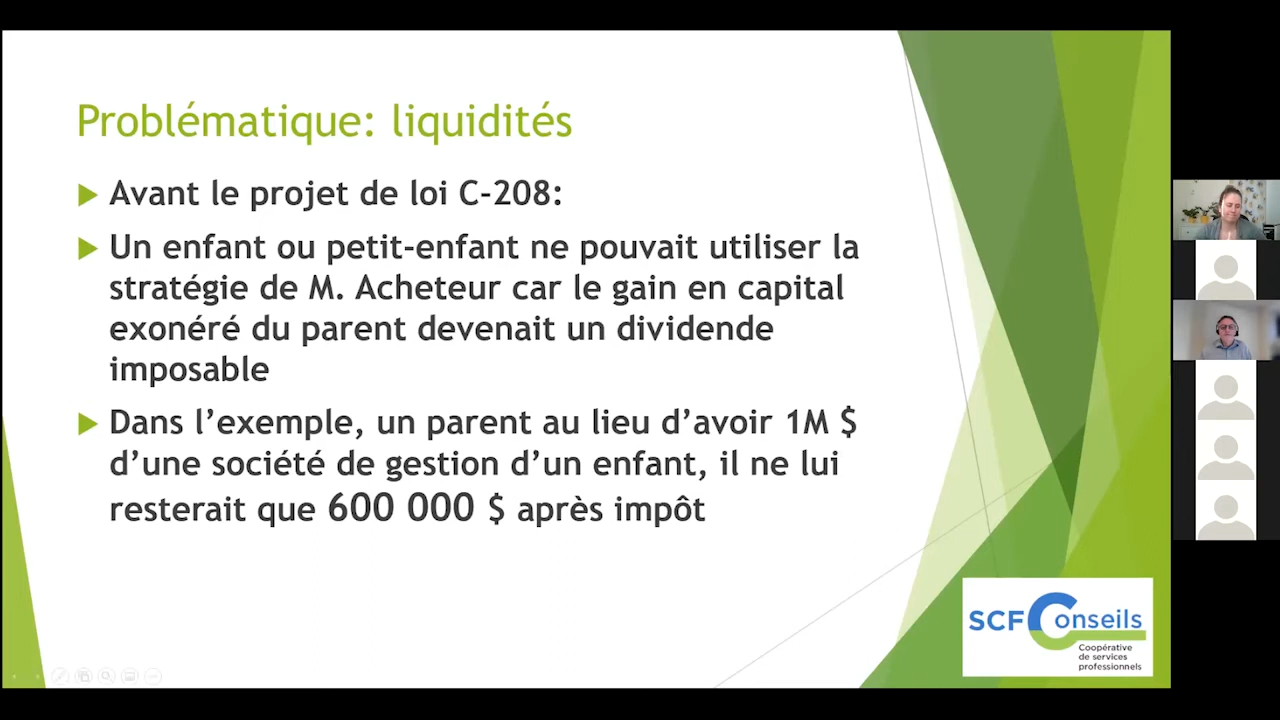 Problématique: liquidités
Avant le projet de loi C-208:
Un enfant ou petit-enfant ne pouvait utiliser la
stratégie de M. Acheteur car le gain en capital
exonéré du parent devenait un dividende
imposable
Dans l’exemple, un parent au lieu d’avoir 1M $
d’une société de gestion d’un enfant, il ne lui
resterait que 600 000 $ après impôt
SCF Conseils
Coopérative
de services
professionnels